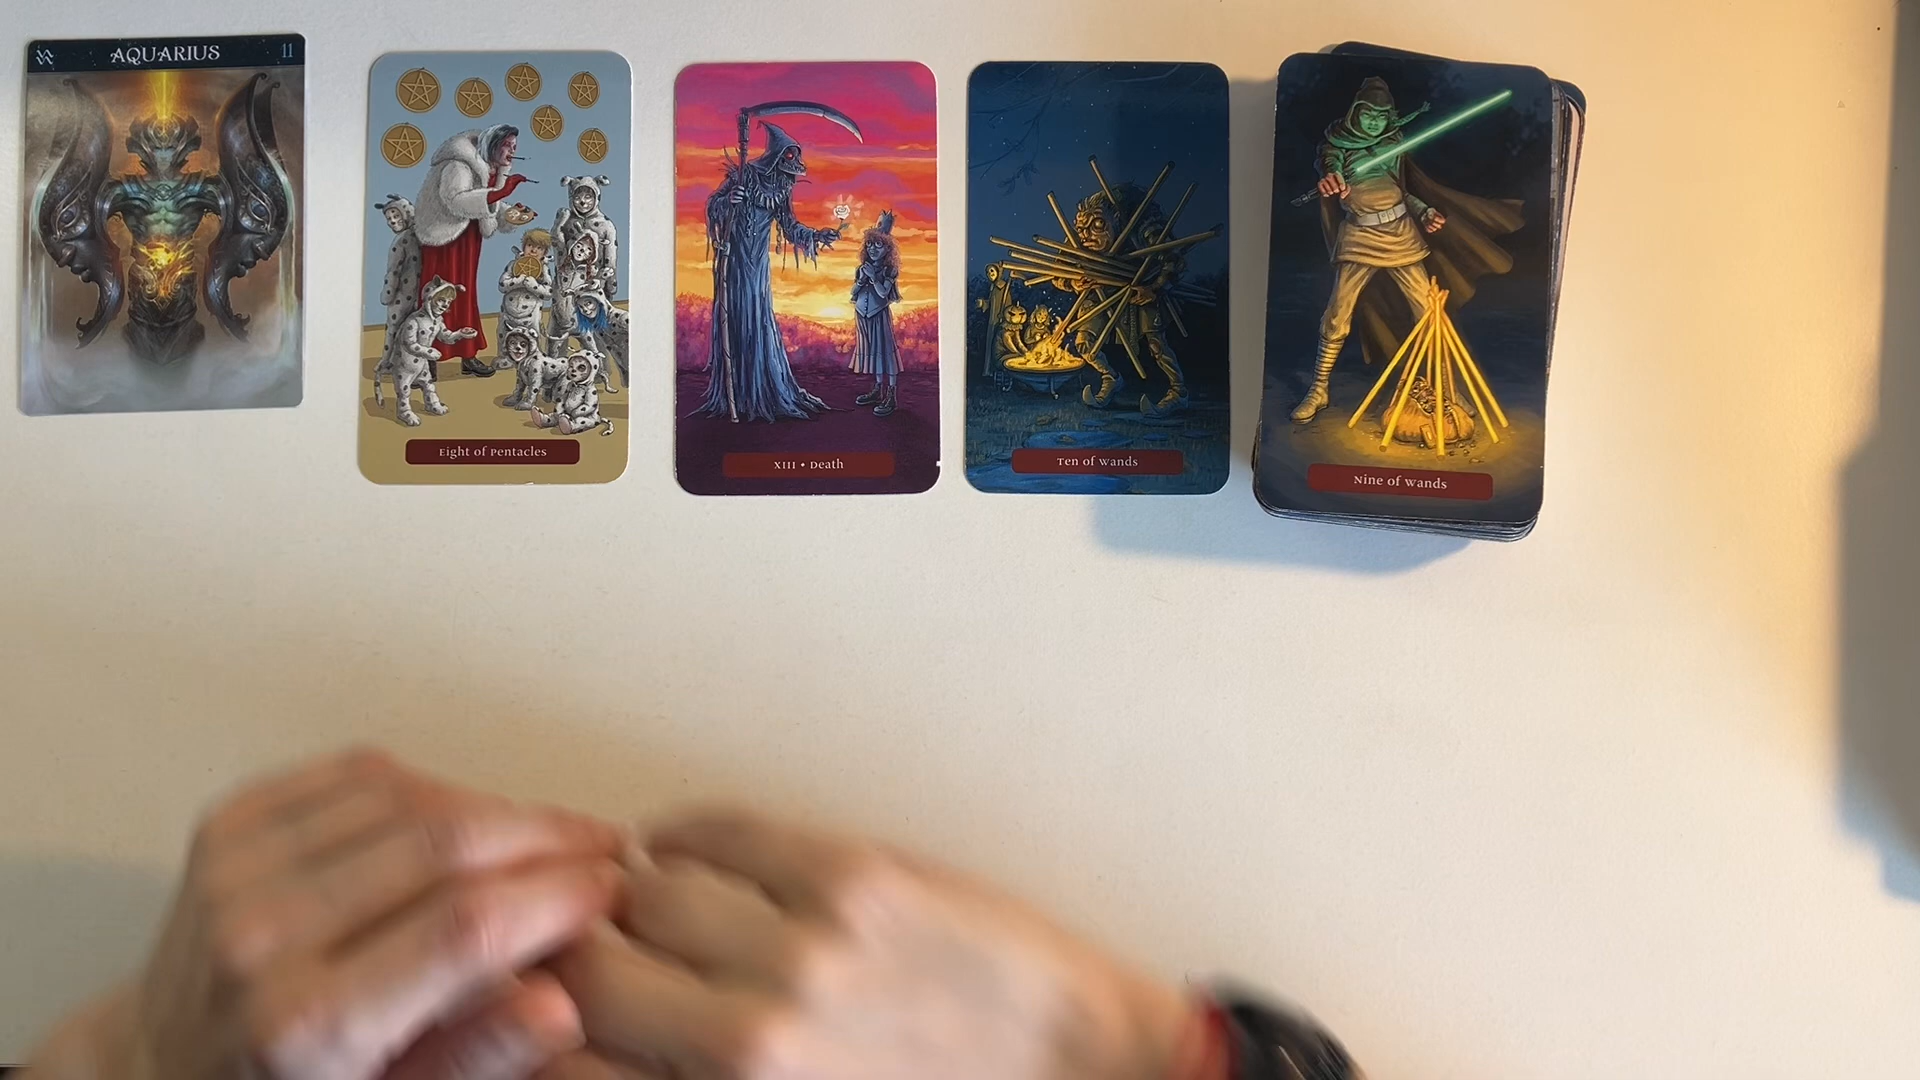 AQUARIUS 11
Eight of Pentacles
XIII • Death
Ten of Wands
Nine of Wands